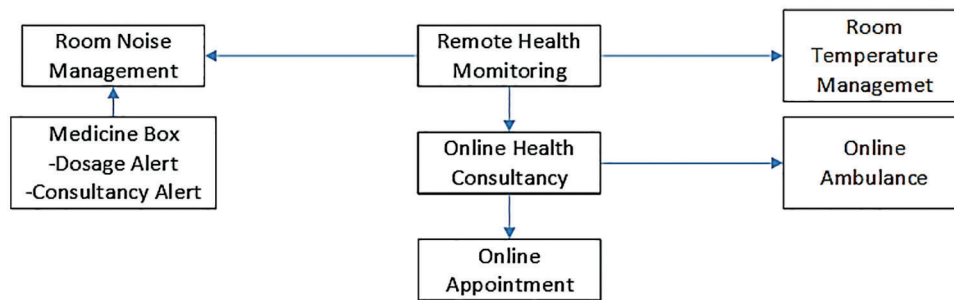 Room Noise
Management
Remote Health
Momitoring
Room
Temperature
Managemet
Medicine Box
-Dosage Alert
-Consultancy Alert
Online Health
Consultancy
Online
Ambulance
Online
Appointment